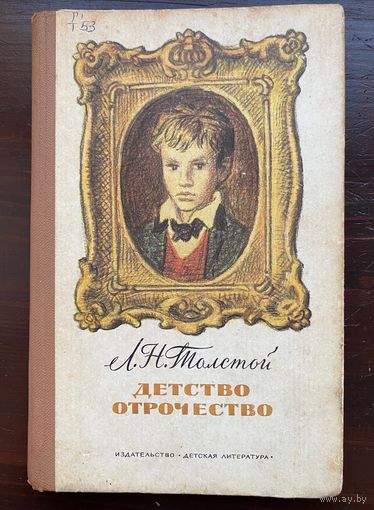 Л.Н.Толстой
ДЕТСТВО
ОТРОЧЕСТВО
ИЗДАТЕЛЬСТВО · ДЕТСКАЯ ЛИТЕРАТУРА ·
www.ay.by